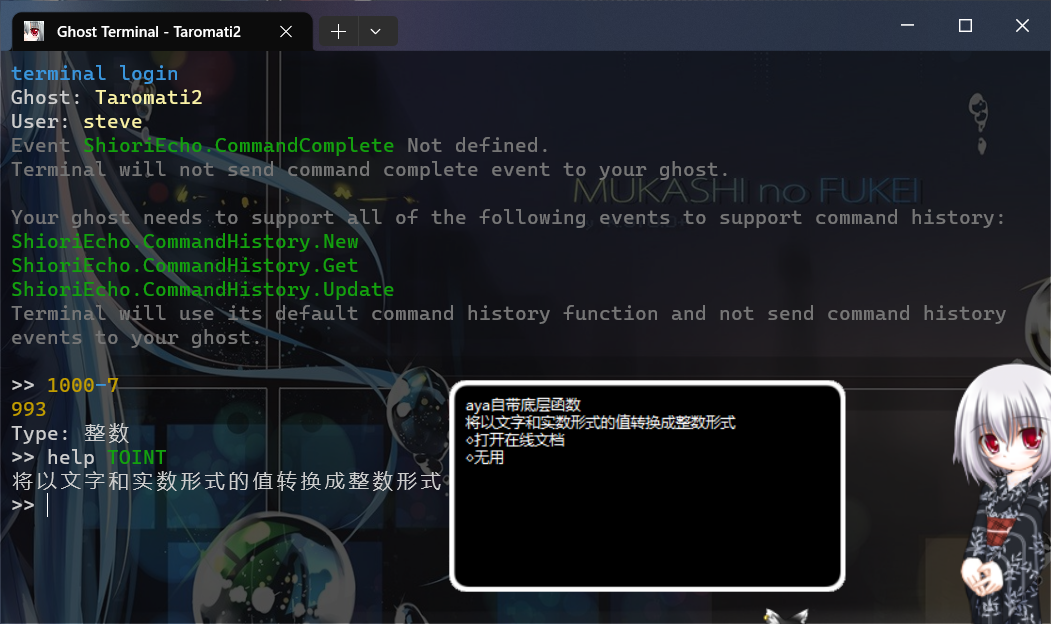 Ghost Terminal - Taromati2
terminal login
Ghost: Taromati2
User: steve
Event ShioriEcho.CommandComplete Not defined.
Terminal will not send command complete event to your ghost.
MUKASHI no FUKEI
Your ghost needs to support all of the following events to support command history:
ShioriEcho.CommandHistory.New
ShioriEcho.CommandHistory.Get
ShioriEcho.CommandHistory.Update
Terminal will use its default command history function and not send command history
events to your ghost.
>> 1000-7
993
Type: 整数
>> help TOINT
将以文字和实数形式的值转换成整数形式
>>
aya自带底层函数
将以文字和实数形式的值转换成整数形式
◇打开在线文档
◇无用